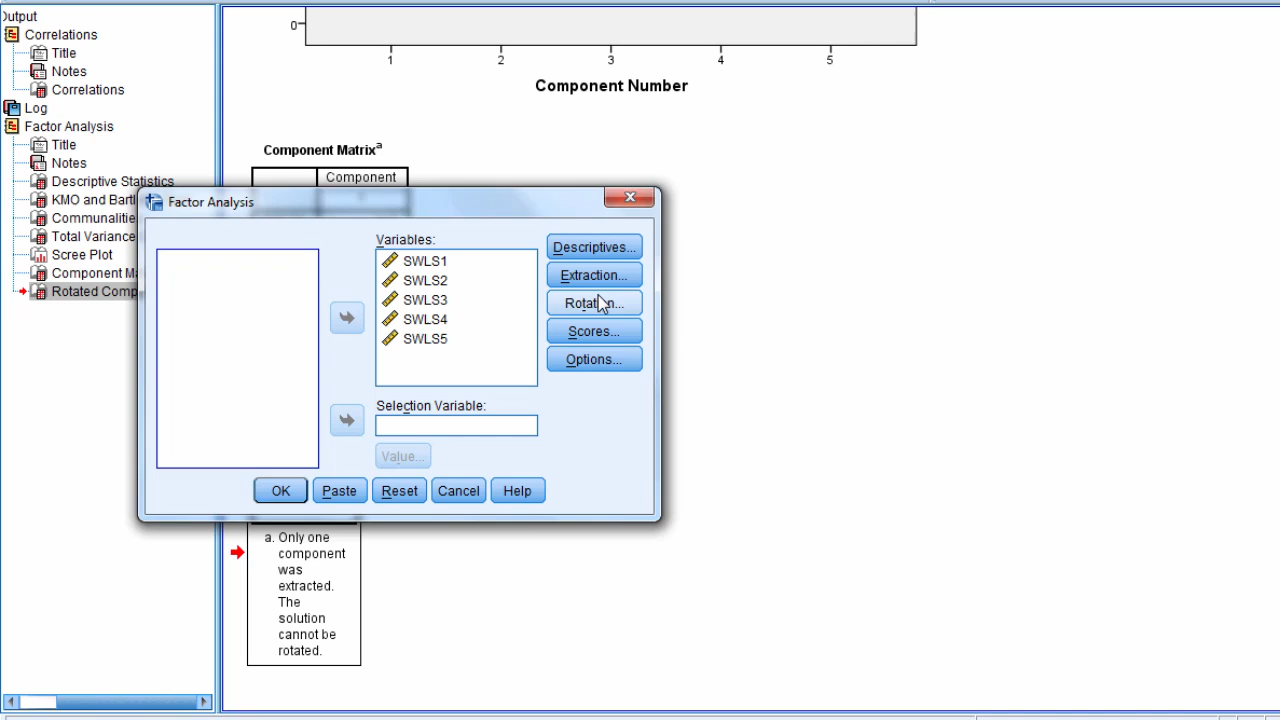 Output
Correlations
Title
Notes
Correlations
Log
Factor Analysis
Title
Notes
Descriptive Statistics
KMO and Bartl
Communalitie
Total Variance
Scree Plot
Component Ma
Rotated Comp
0
1 2 3 4 5
Component Number
Component Matrixa
Component
Factor Analysis
Variables:
SWLS1
SWLS2
SWLS3
SWLS4
SWLS5
Descriptives...
Extraction...
Rotation...
Scores...
Options...
Selection Variable:
Value...
OK Paste Reset Cancel Help
a. Only one
component
was
extracted.
The
solution
cannot be
rotated.